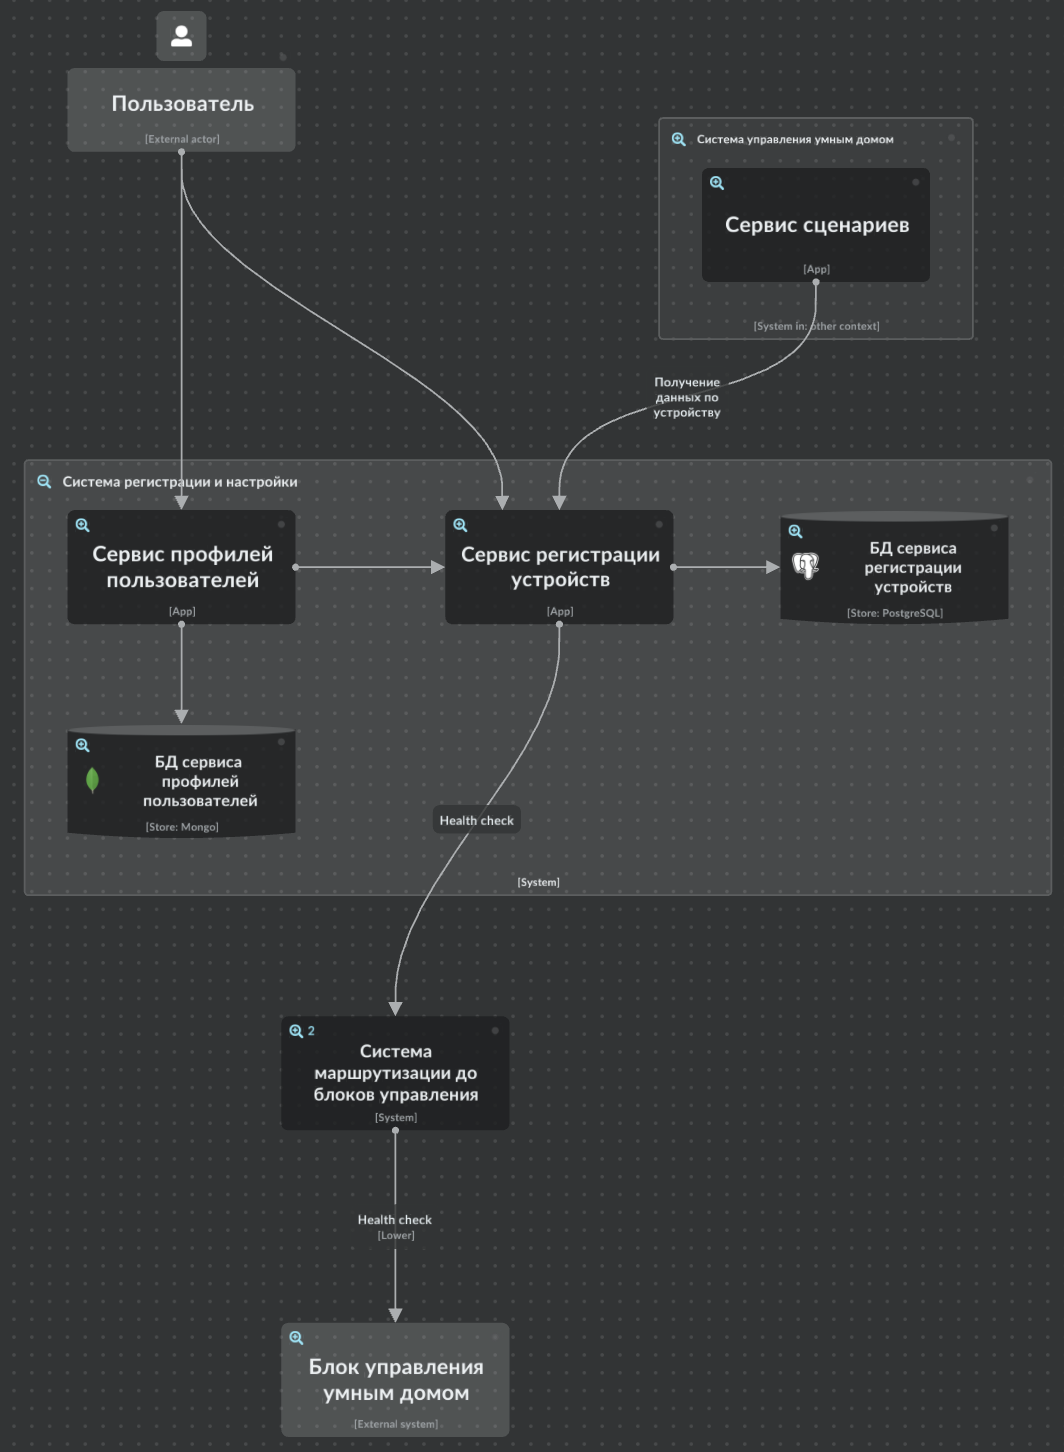 Пользователь
[External actor]
Система управления умным домом
Сервис сценариев
[App]
[System in: other context]
Получение
данных по
устройству
Система регистрации и настройки
Сервис профилей
пользователей
[App]
Сервис регистрации
устройств
[App]
БД сервиса
регистрации
устройств
[Store: PostgreSQL]
БД сервиса
профилей
пользователей
[Store: Mongo]
Health check
[System]
2
Система
маршрутизации до
блоков управления
[System]
Health check
[Lower]
Блок управления
умным домом
[External system]